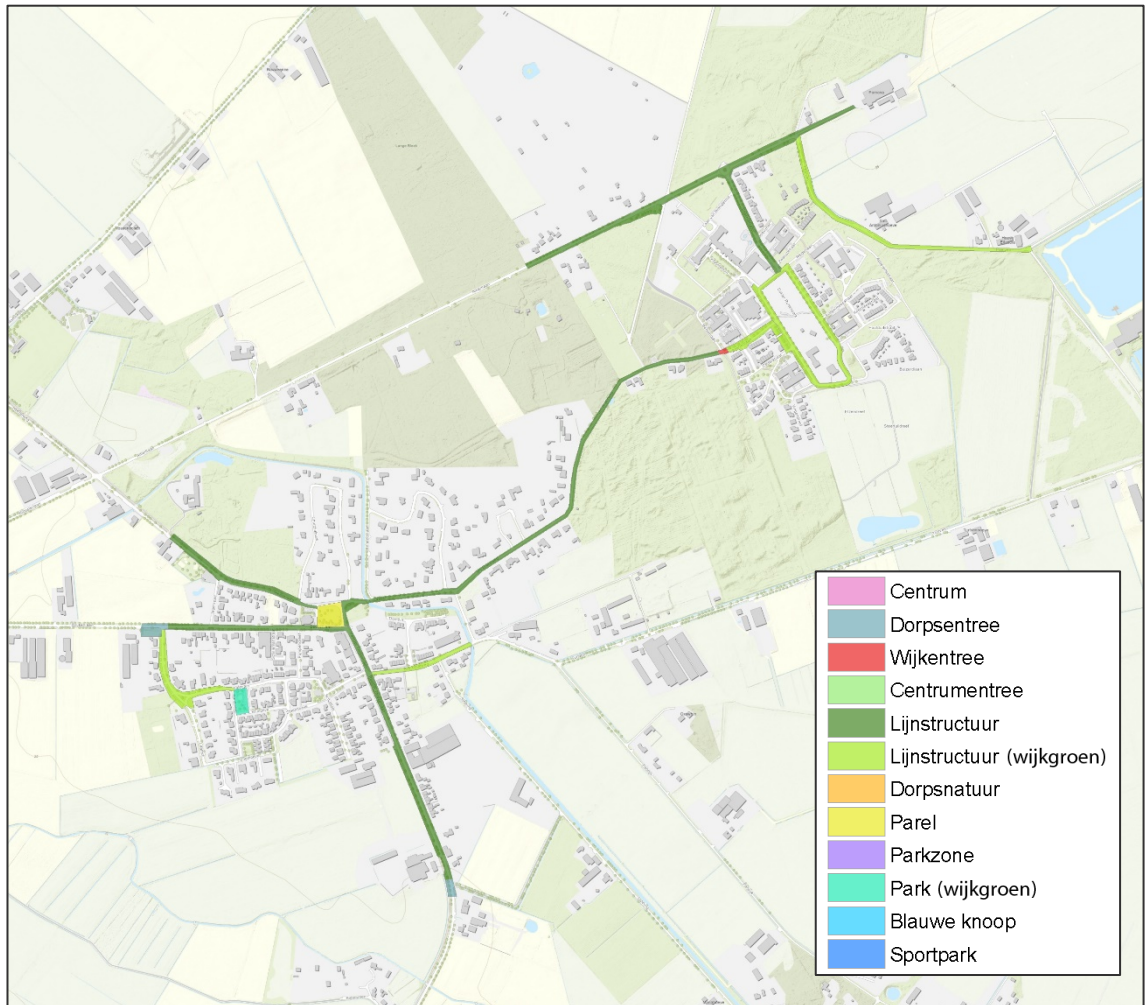 Centrum
Dorpsentree
Wijkentree
Centrumentree
Lijnstructuur
Lijnstructuur (wijkgroen)
Dorpsnatuur
Parel
Parkzone
Park (wijkgroen)
Blauwe knoop
Sportpark